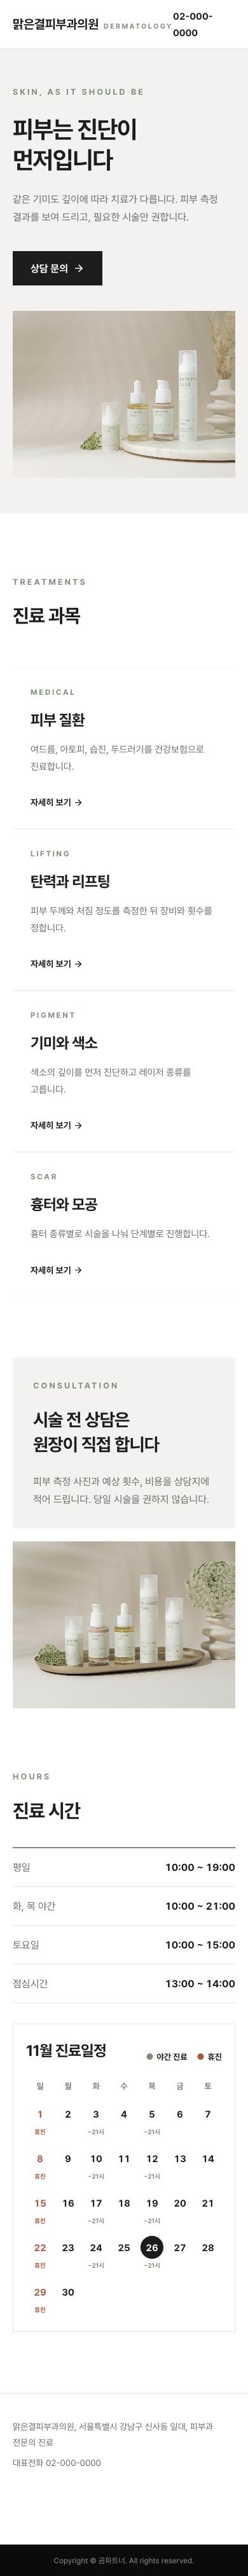 맑은결피부과의원 DERMATOLOGY
02-000-
0000
SKIN, AS IT SHOULD BE
피부는 진단이
먼저입니다
같은 기미도 깊이에 따라 치료가 다릅니다. 피부 측정
결과를 보여 드리고, 필요한 시술만 권합니다.
상담 문의 →
TREATMENTS
진료 과목
MEDICAL
피부 질환
여드름, 아토피, 습진, 두드러기를 건강보험으로
진료합니다.
자세히 보기 →
LIFTING
탄력과 리프팅
피부 두께와 처짐 정도를 측정한 뒤 장비와 횟수를
정합니다.
자세히 보기 →
PIGMENT
기미와 색소
색소의 깊이를 먼저 진단하고 레이저 종류를
고릅니다.
자세히 보기 →
SCAR
흉터와 모공
흉터 종류별로 시술을 나눠 단계별로 진행합니다.
자세히 보기 →
CONSULTATION
시술 전 상담은
원장이 직접 합니다
피부 측정 사진과 예상 횟수, 비용을 상담지에
적어 드립니다. 당일 시술을 권하지 않습니다.
HOURS
진료 시간
평일 10:00 ~ 19:00
화, 목 야간 10:00 ~ 21:00
토요일 10:00 ~ 15:00
점심시간 13:00 ~ 14:00
11월 진료일정
야간 진료 휴진
일 월 화 수 목 금 토
1 2 3 4 5 6 7
휴진 ~21시 ~21시
8 9 10 11 12 13 14
휴진 ~21시 ~21시
15 16 17 18 19 20 21
휴진 ~21시 ~21시
22 23 24 25 26 27 28
휴진 ~21시 ~21시
29 30
휴진
맑은결피부과의원, 서울특별시 강남구 신사동 일대, 피부과
전문의 진료
대표전화 02-000-0000
Copyright © 곰파트너. All rights reserved.